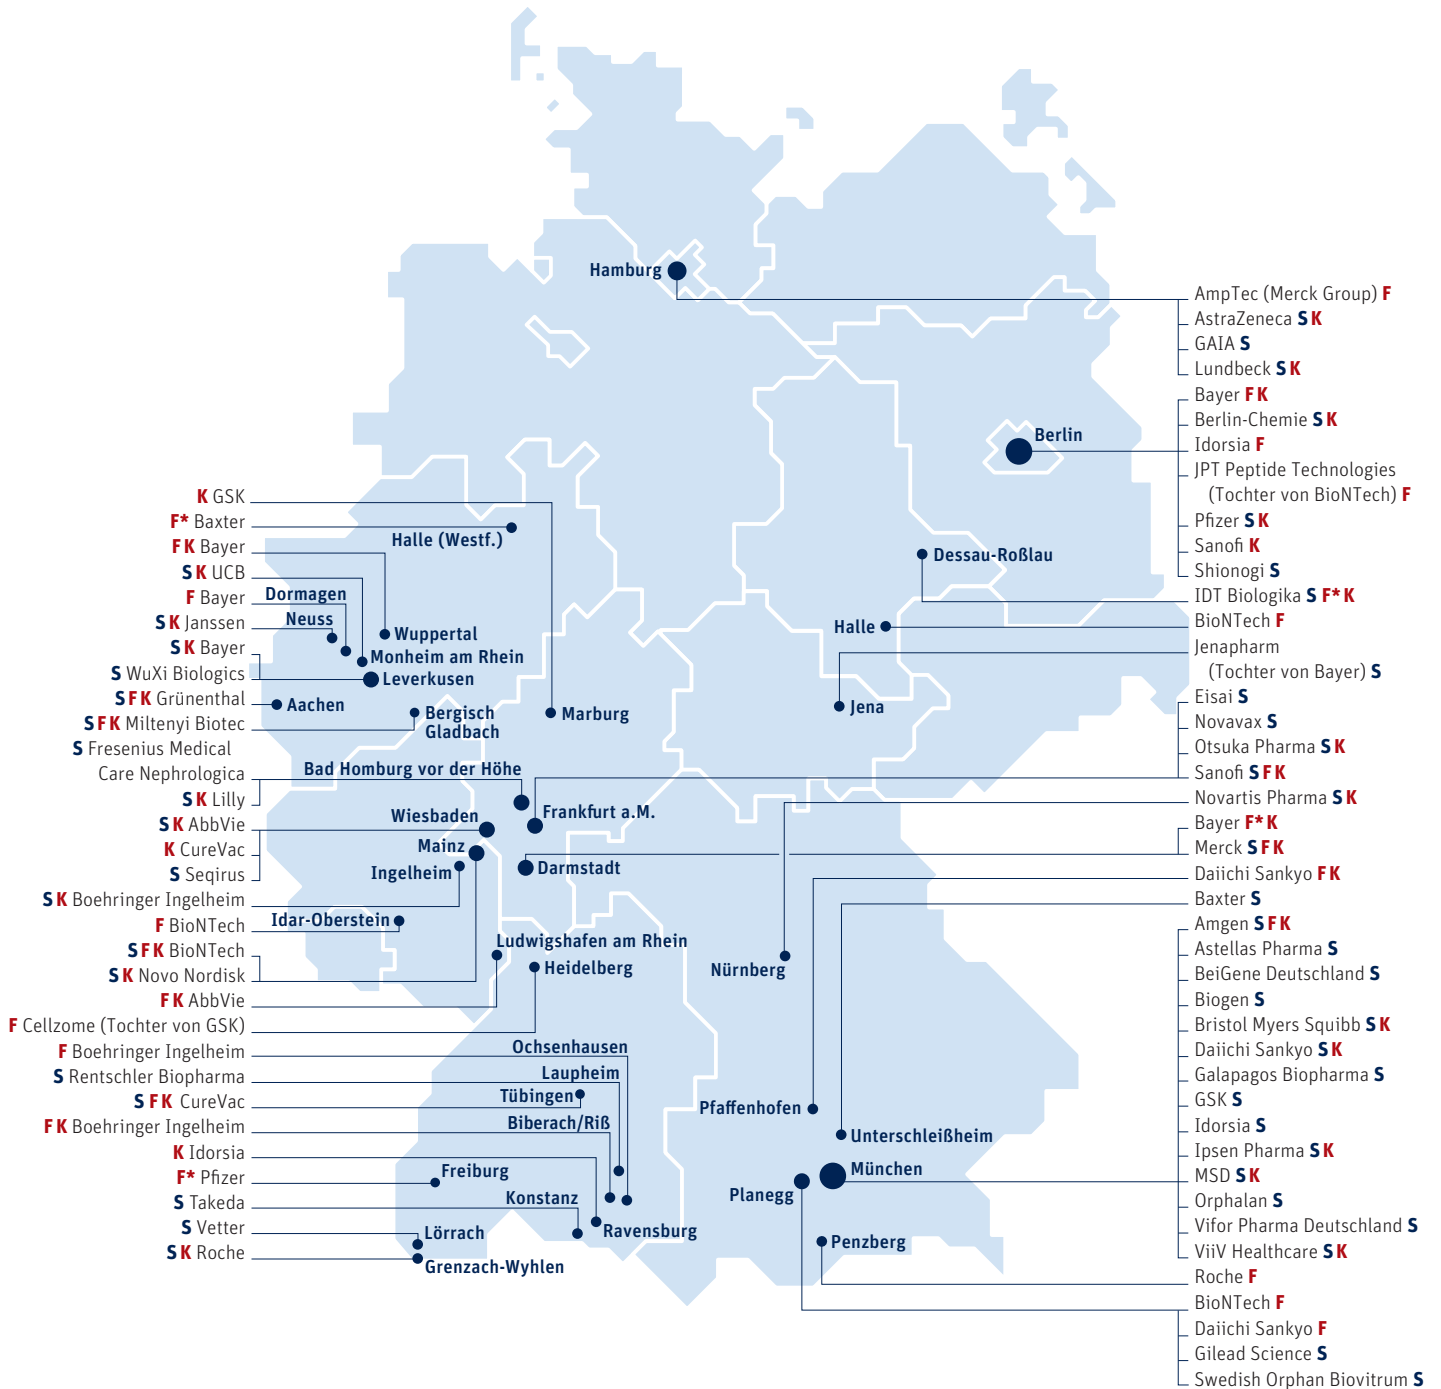 Hamburg
Berlin
Halle (Westf.)
Dessau-Roßlau
Dormagen
Neuss
Wuppertal
Monheim am Rhein
Leverkusen
Halle
Aachen
Bergisch
Gladbach
Marburg
Jena
Bad Homburg vor der Höhe
Wiesbaden
Frankfurt a.M.
Mainz
Ingelheim
Darmstadt
Idar-Oberstein
Ludwigshafen am Rhein
Heidelberg
Nürnberg
Ochsenhausen
Laupheim
Tübingen
Biberach/Riß
Pfaffenhofen
Unterschleißheim
Freiburg
München
Planegg
Konstanz
Ravensburg
Lörrach
Penzberg
Grenzach-Wyhlen
K GSK
F* Baxter
F K Bayer
S K UCB
F Bayer
S K Janssen
S K Bayer
S WuXi Biologics
S F K Grünenthal
S F K Miltenyi Biotec
S Fresenius Medical
Care Nephrologica
S K Lilly
S K AbbVie
K CureVac
S Seqirus
S K Boehringer Ingelheim
F BioNTech
S F K BioNTech
S K Novo Nordisk
F K AbbVie
F Cellzome (Tochter von GSK)
F Boehringer Ingelheim
S Rentschler Biopharma
S F K CureVac
F K Boehringer Ingelheim
K Idorsia
F* Pfizer
S Takeda
S Vetter
S K Roche
AmpTec (Merck Group) F
AstraZeneca S K
GAIA S
Lundbeck S K
Bayer F K
Berlin-Chemie S K
Idorsia F
JPT Peptide Technologies
(Tochter von BioNTech) F
Pfizer S K
Sanofi K
Shionogi S
IDT Biologika S F* K
BioNTech F
Jenapharm
(Tochter von Bayer) S
Eisai S
Novavax S
Otsuka Pharma S K
Sanofi S F K
Novartis Pharma S K
Bayer F* K
Merck S F K
Daiichi Sankyo F K
Baxter S
Amgen S F K
Astellas Pharma S
BeiGene Deutschland S
Biogen S
Bristol Myers Squibb S K
Daiichi Sankyo S K
Galapagos Biopharma S
GSK S
Idorsia S
Ipsen Pharma S K
MSD S K
Orphalan S
Vifor Pharma Deutschland S
ViiV Healthcare S K
Roche F
BioNTech F
Daiichi Sankyo F
Gilead Science S
Swedish Orphan Biovitrum S